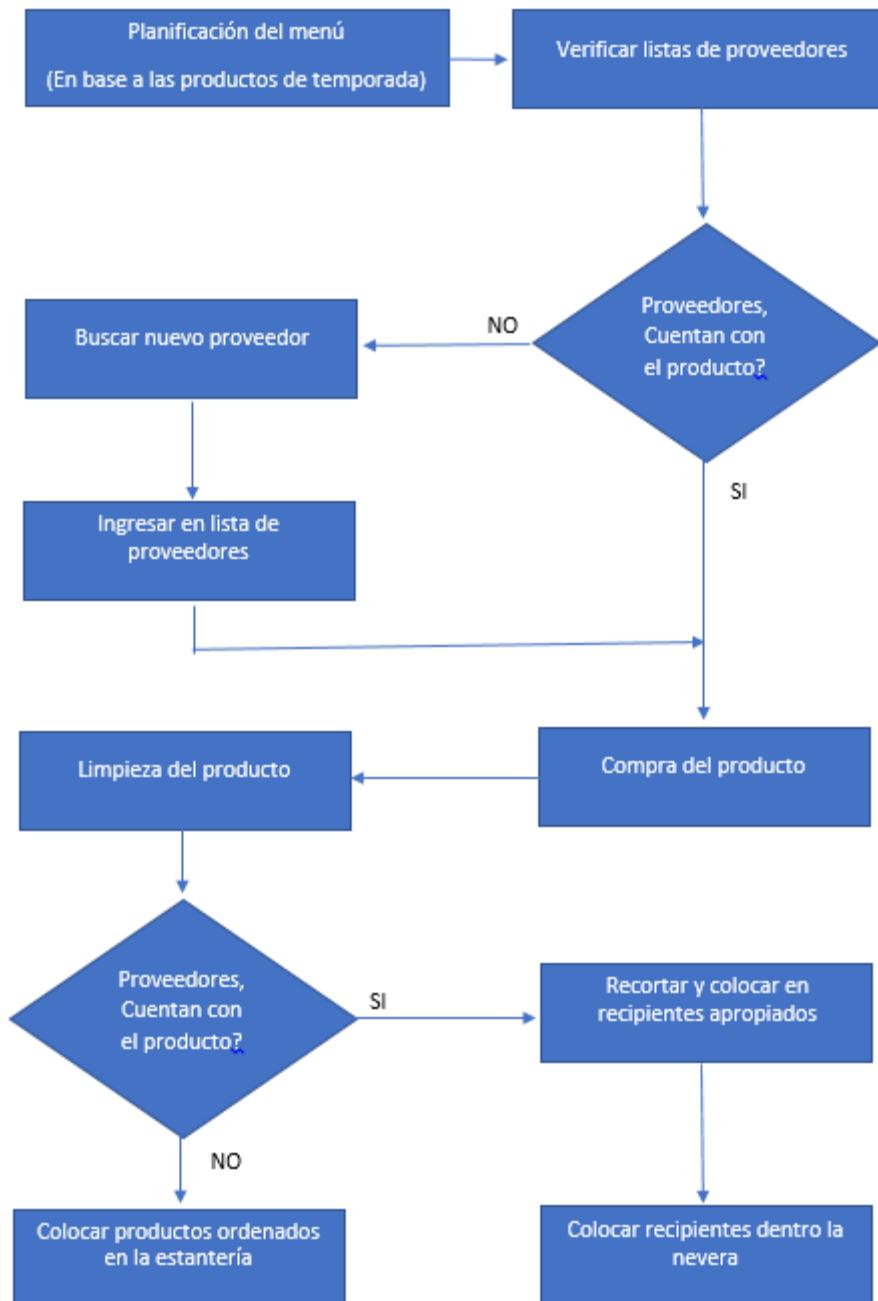 Planificación del menú
(En base a las productos de temporada)
Verificar listas de proveedores
Proveedores,
Cuentan con
el producto?
NO
Buscar nuevo proveedor
SI
Ingresar en lista de
proveedores
Limpieza del producto
Compra del producto
Proveedores,
Cuentan con
el producto?
SI
Recortar y colocar en
recipientes apropiados
NO
Colocar productos ordenados
en la estantería
Colocar recipientes dentro la
nevera